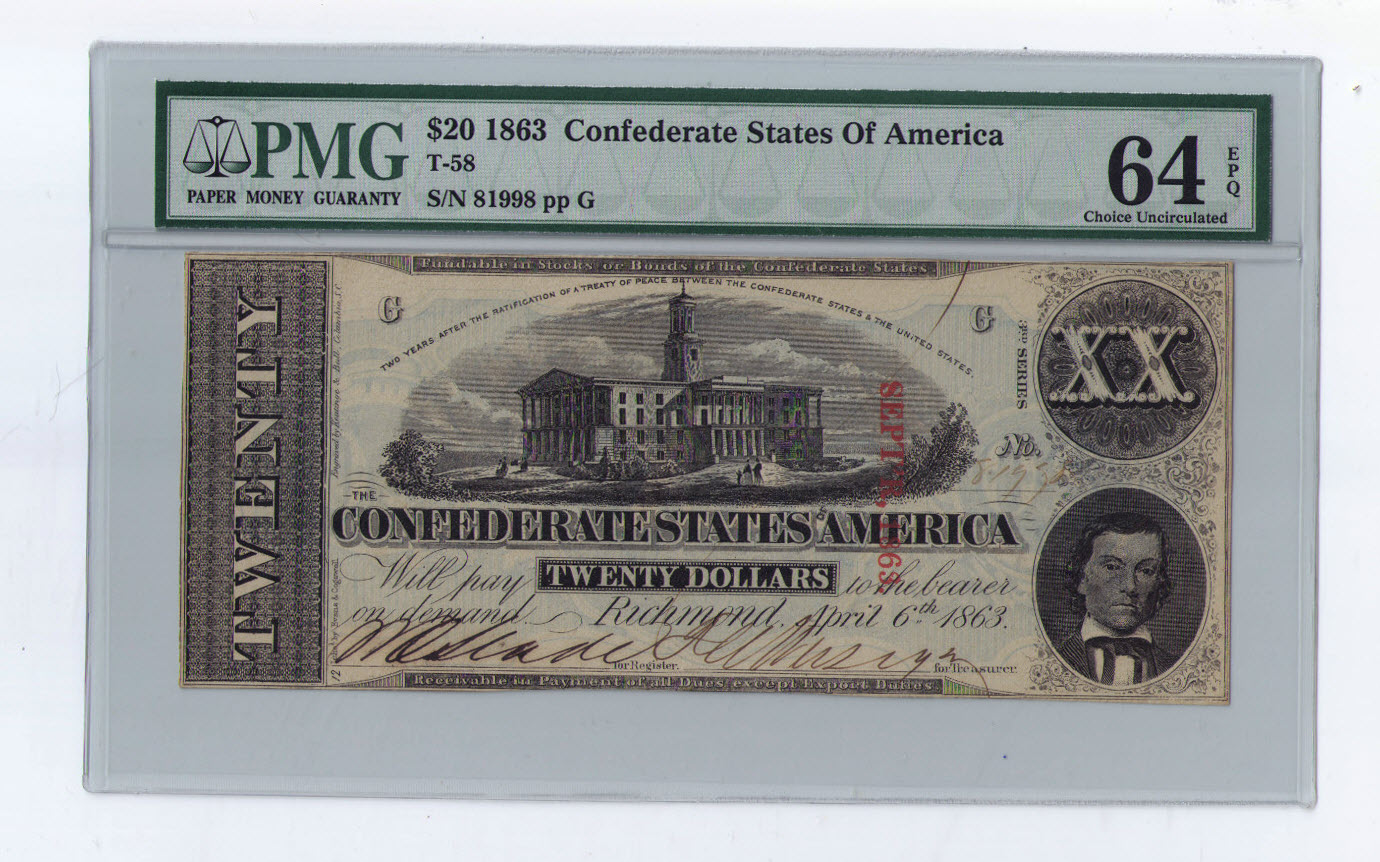 PMG
PAPER MONEY GUARANTY
$20 1863 Confederate States Of America
T-58
S/N 81998 pp G
64
EPQ
Choice Uncirculated
Fundable in Stocks or Bonds of the Confederate States
TWENTY
G
TWO YEARS AFTER THE RATIFICATION OF A TREATY OF PEACE BETWEEN THE CONFEDERATE STATES & THE UNITED STATES.
G
3RD SERIES
XX
No. 81998
SEPTR. 1863.
THE
CONFEDERATE STATES OF AMERICA
Will pay TWENTY DOLLARS to the bearer
on demand. Richmond, April 6th 1863.
for Register.
for Treasurer.
12
Receivable in Payment of all Dues except Export Duties.